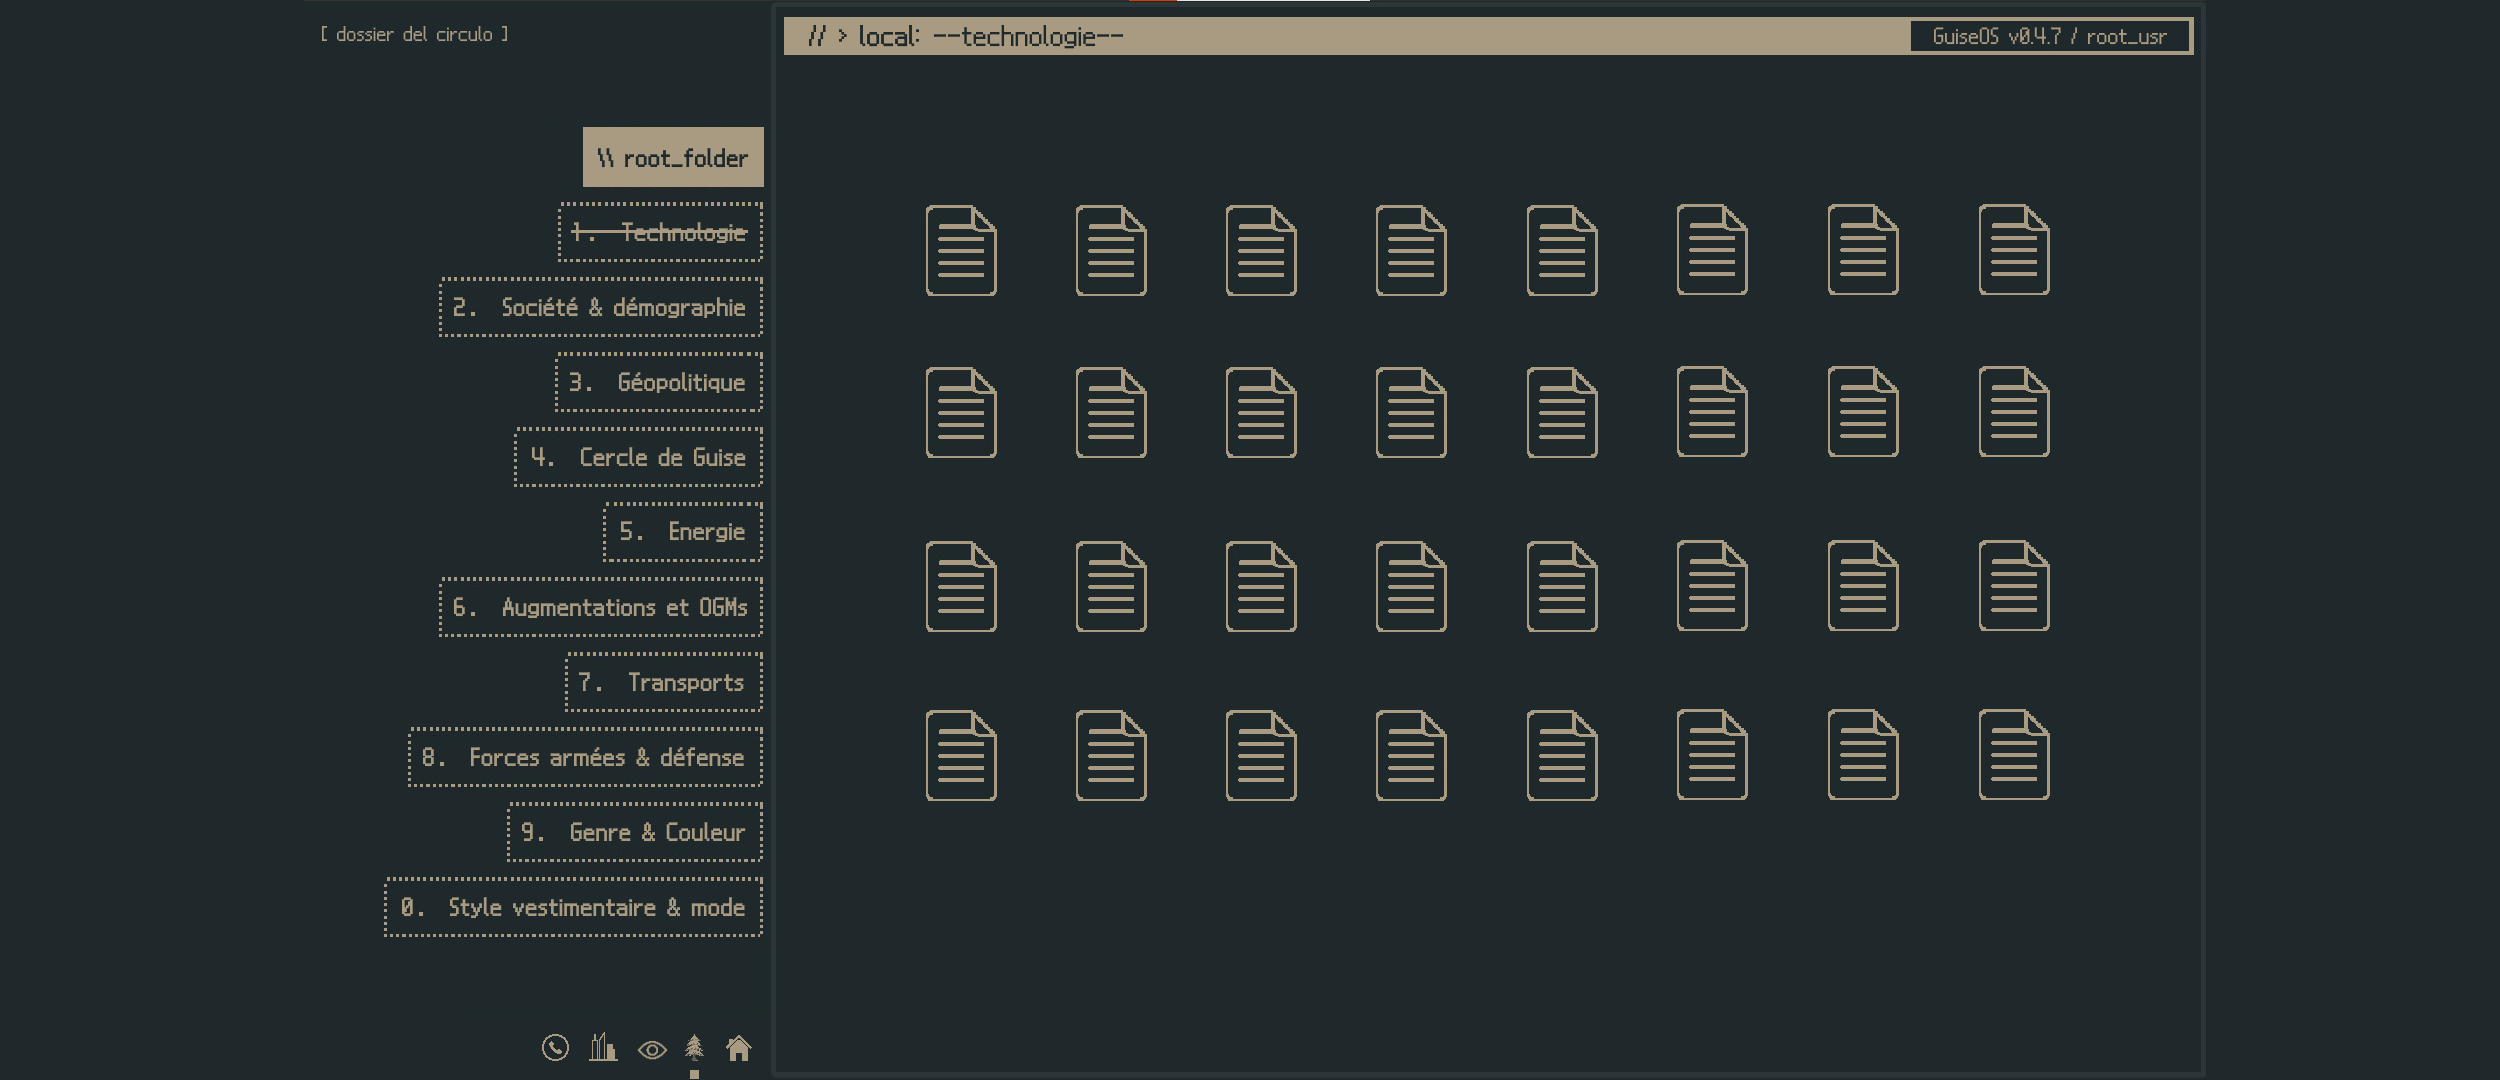 [ dossier del circulo ]
// > local: --technologie--
GuiseOS v0.4.7 / root_usr
\\ root_folder
1. Technologie
2. Société & démographie
3. Géopolitique
4. Cercle de Guise
5. Energie
6. Augmentations et OGMs
7. Transports
8. Forces armées & défense
9. Genre & Couleur
0. Style vestimentaire & mode